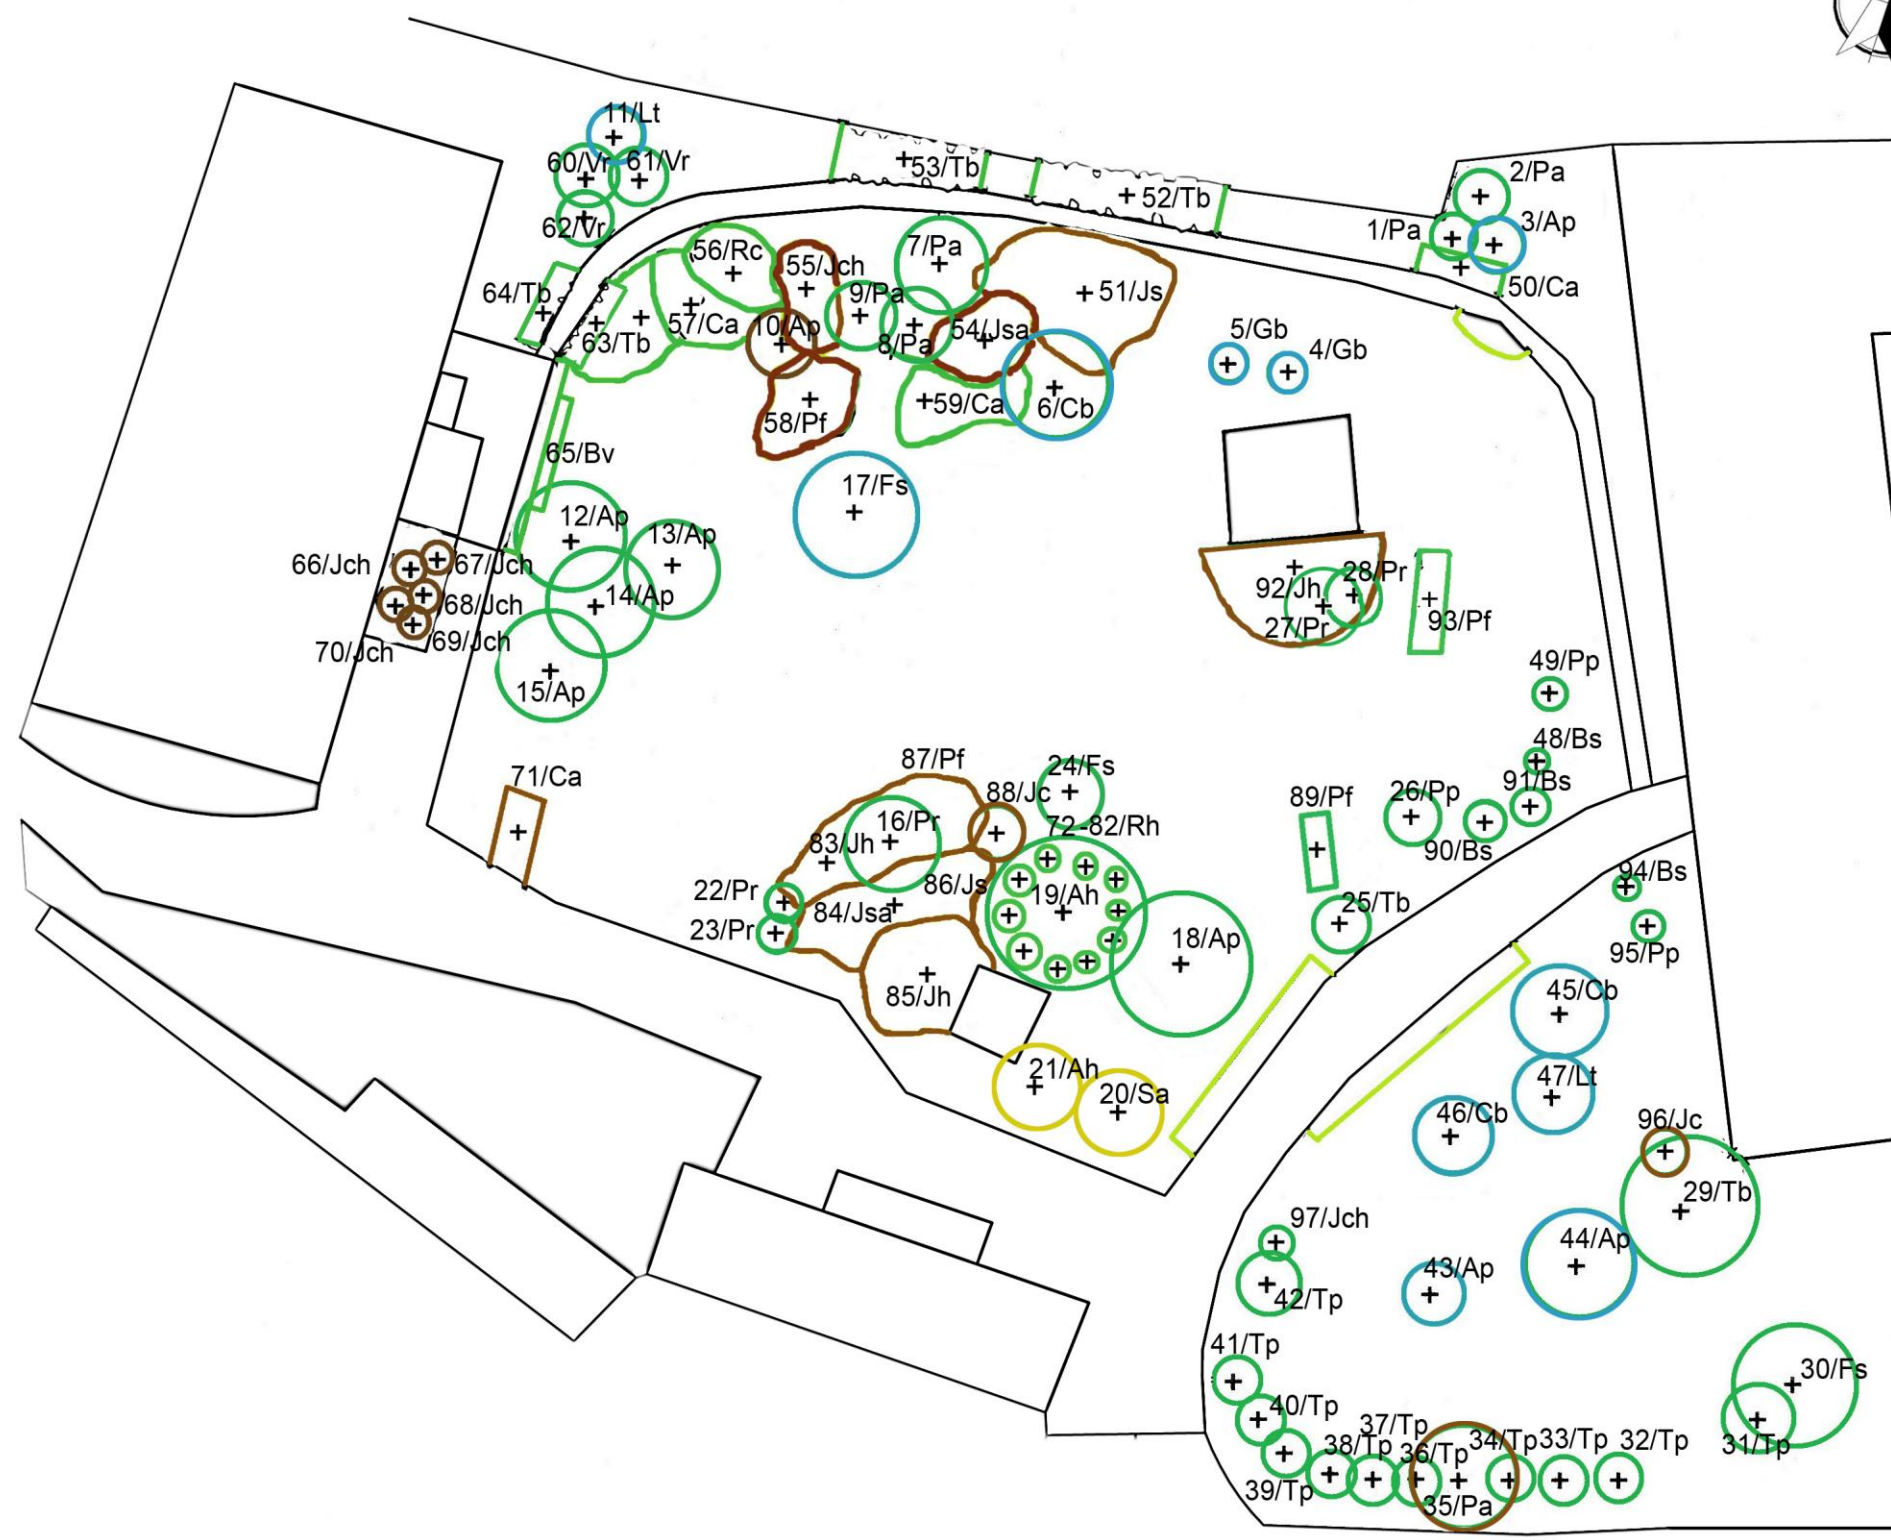 11/Lt
60/Vr 61/Vr
62/Vr
53/Tb
52/Tb
2/Pa
1/Pa
3/Ap
50/Ca
64/Tb
63/Tb
56/Rc
57/Ca
55/Jch
10/Ap
9/Pa
7/Pa
8/Pa
54/Jsa
51/Js
5/Gb
4/Gb
58/Pf
59/Ca
6/Cb
65/Bv
17/Fs
12/Ap
13/Ap
14/Ap
15/Ap
66/Jch
67/Jch
68/Jch
69/Jch
70/Jch
28/Pr
92/Jh
27/Pr
93/Pf
49/Pp
48/Bs
91/Bs
26/Pp
90/Bs
89/Pf
25/Tb
71/Ca
87/Pf
88/Jc
24/Fs
16/Pr
83/Jh
72-82/Rh
86/Js
19/Ah
22/Pr
84/Jsa
23/Pr
18/Ap
85/Jh
21/Ah
20/Sa
94/Bs
95/Pp
45/Cb
47/Lt
46/Cb
96/Jc
29/Tb
97/Jch
42/Tp
43/Ap
44/Ap
41/Tp
40/Tp
39/Tp
38/Tp
37/Tp
36/Tp
35/Pa
34/Tp
33/Tp
32/Tp
30/Fs
31/Tp